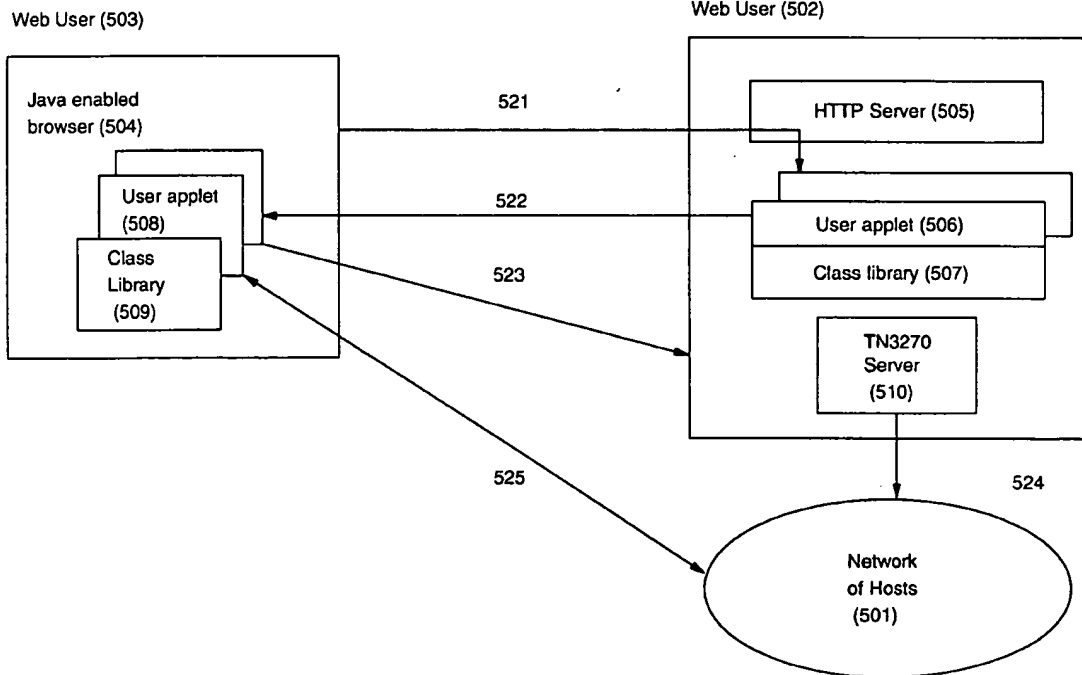 Web User (503)
Web User (502)
Java enabled
browser (504)
User applet
(508)
Class
Library
(509)
521
522
523
525
HTTP Server (505)
User applet (506)
Class library (507)
TN3270
Server
(510)
524
Network
of Hosts
(501)